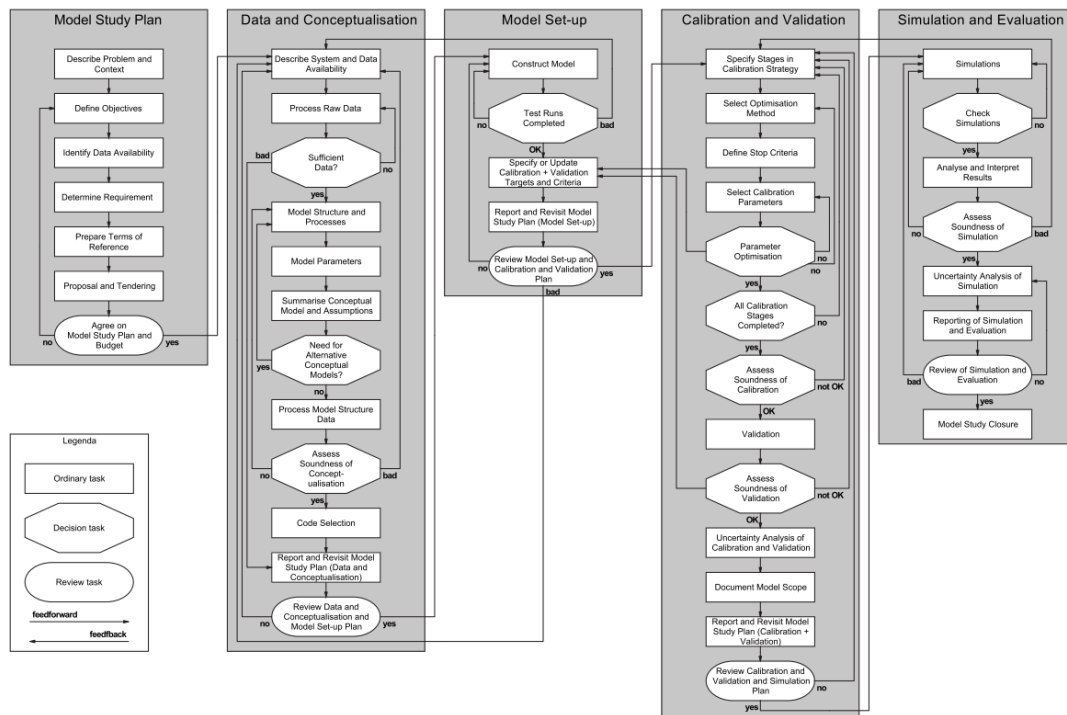 Model Study Plan
Describe Problem and
Context
Define Objectives
Identify Data Availability
Determine Requirement
Prepare Terms of
Reference
Proposal and Tendering
Agree on
Model Study Plan and
Budget
no
yes
Legenda
Ordinary task
Decision task
Review task
feedforward
feedfback
Data and Conceptualisation
Describe System and Data
Availability
Process Raw Data
bad
Sufficient
Data?
no
yes
Model Structure and
Processes
Model Parameters
Summarise Conceptual
Model and Assumptions
Need for
Alternative
Conceptual
Models?
yes
no
Process Model Structure
Data
Assess
Soundness of
Concept-
ualisation
no
bad
yes
Code Selection
Report and Revisit Model
Study Plan (Data and
Conceptualisation)
Review Data and
Conceptualisation and
Model Set-up Plan
no
yes
Model Set-up
Construct Model
Test Runs
Completed
no
bad
OK
Specify or Update
Calibration + Validation
Targets and Criteria
Report and Revisit Model
Study Plan (Model Set-up)
Review Model Set-up and
Calibration and Validation
Plan
no
yes
bad
Calibration and Validation
Specify Stages in
Calibration Strategy
Select Optimisation
Method
Define Stop Criteria
Select Calibration
Parameters
Parameter
Optimisation
no
no
yes
All Calibration
Stages
Completed?
no
yes
Assess
Soundness of
Calibration
not OK
OK
Validation
Assess
Soundness of
Validation
not OK
OK
Uncertainty Analysis of
Calibration and Validation
Document Model Scope
Report and Revisit Model
Study Plan (Calibration +
Validation)
Review Calibration and
Validation and Simulation
Plan
no
yes
Simulation and Evaluation
Simulations
Check
Simulations
no
yes
Analyse and Interpret
Results
Assess
Soundness of
Simulation
no
bad
yes
Uncertainty Analysis of
Simulation
Reporting of Simulation
and Evaluation
Review of Simulation and
Evaluation
bad
no
yes
Model Study Closure